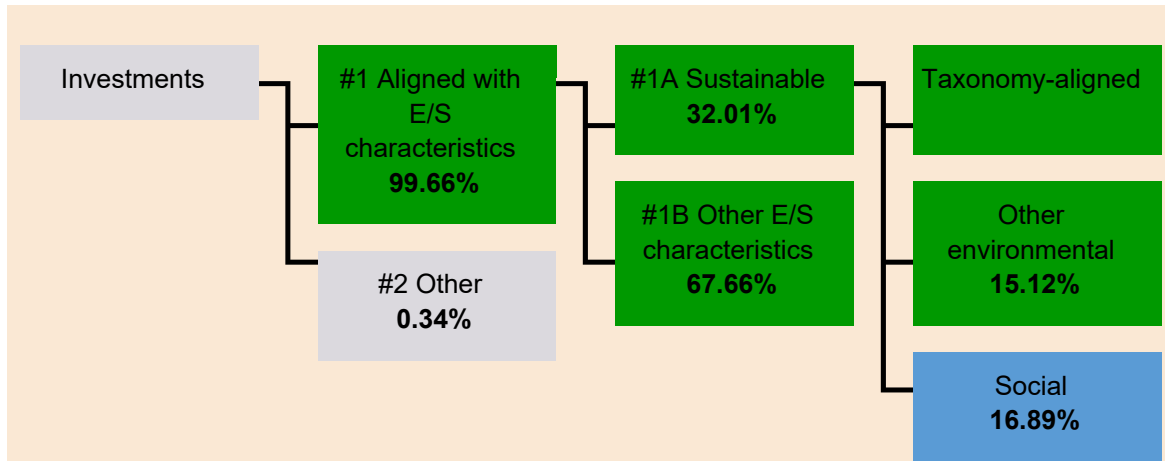 Investments
#1 Aligned with
E/S
characteristics
99.66%
#2 Other
0.34%
#1A Sustainable
32.01%
#1B Other E/S
characteristics
67.66%
Taxonomy-aligned
Other
environmental
15.12%
Social
16.89%